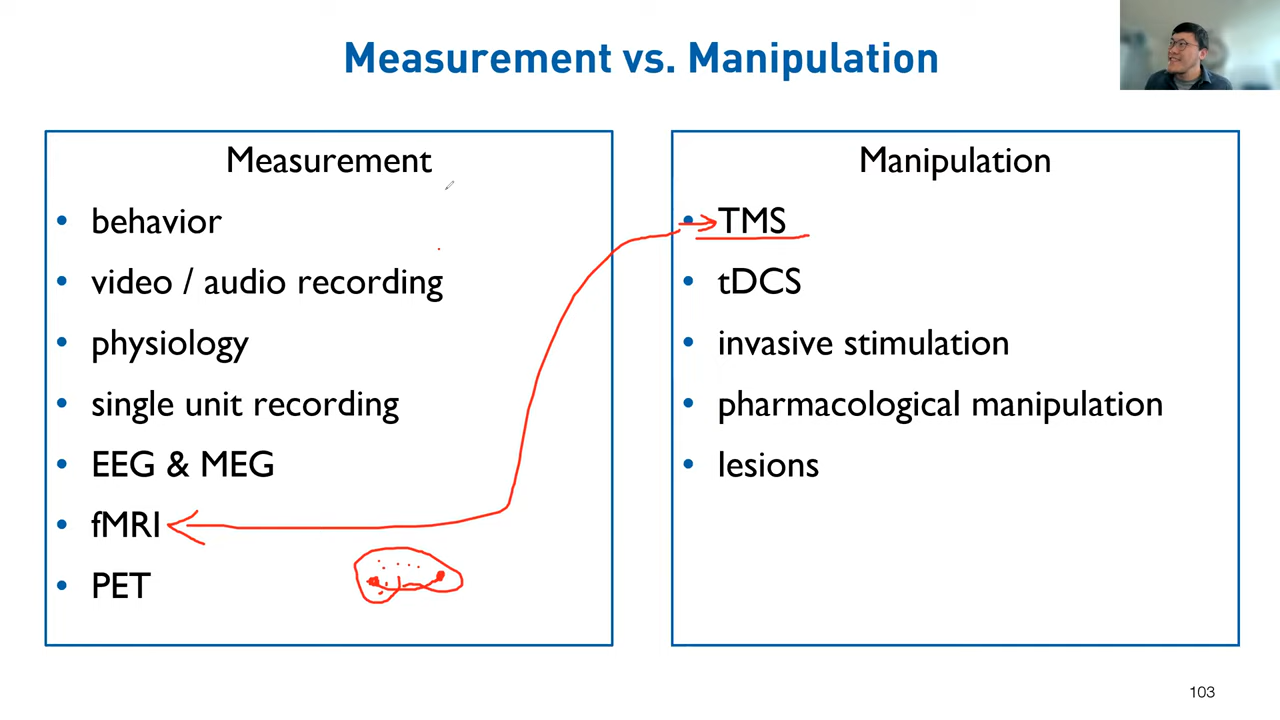 Measurement vs. Manipulation
Measurement
• behavior
• video / audio recording
• physiology
• single unit recording
• EEG & MEG
• fMRI
• PET
Manipulation
• TMS
• tDCS
• invasive stimulation
• pharmacological manipulation
• lesions
103